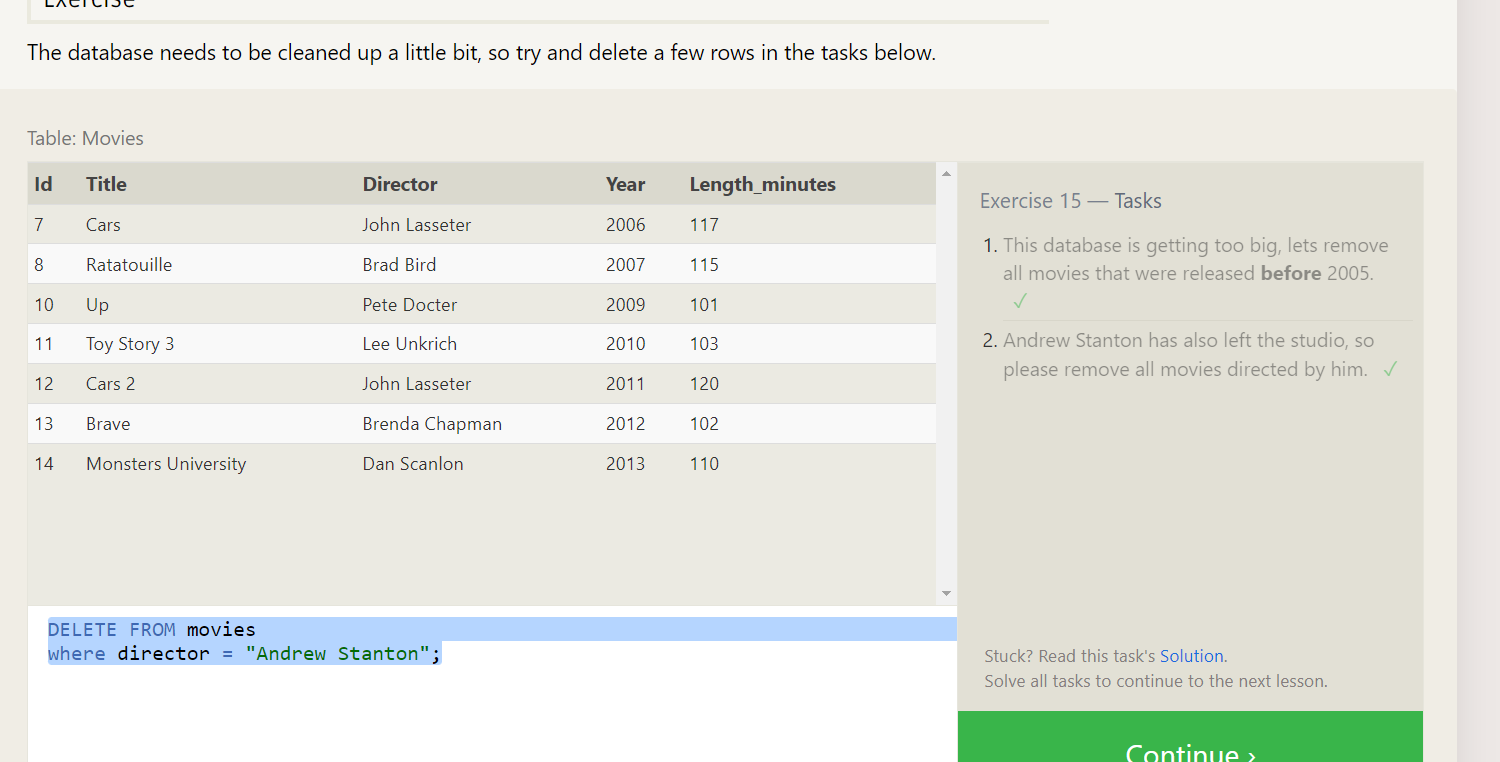 Exercise
The database needs to be cleaned up a little bit, so try and delete a few rows in the tasks below.
Table: Movies
Id Title Director Year Length_minutes
7 Cars John Lasseter 2006 117
8 Ratatouille Brad Bird 2007 115
10 Up Pete Docter 2009 101
11 Toy Story 3 Lee Unkrich 2010 103
12 Cars 2 John Lasseter 2011 120
13 Brave Brenda Chapman 2012 102
14 Monsters University Dan Scanlon 2013 110
DELETE FROM movies
where director = "Andrew Stanton";
Exercise 15 — Tasks
1. This database is getting too big, lets remove
all movies that were released before 2005.
✓
2. Andrew Stanton has also left the studio, so
please remove all movies directed by him. ✓
Stuck? Read this task's Solution.
Solve all tasks to continue to the next lesson.
Continue ›